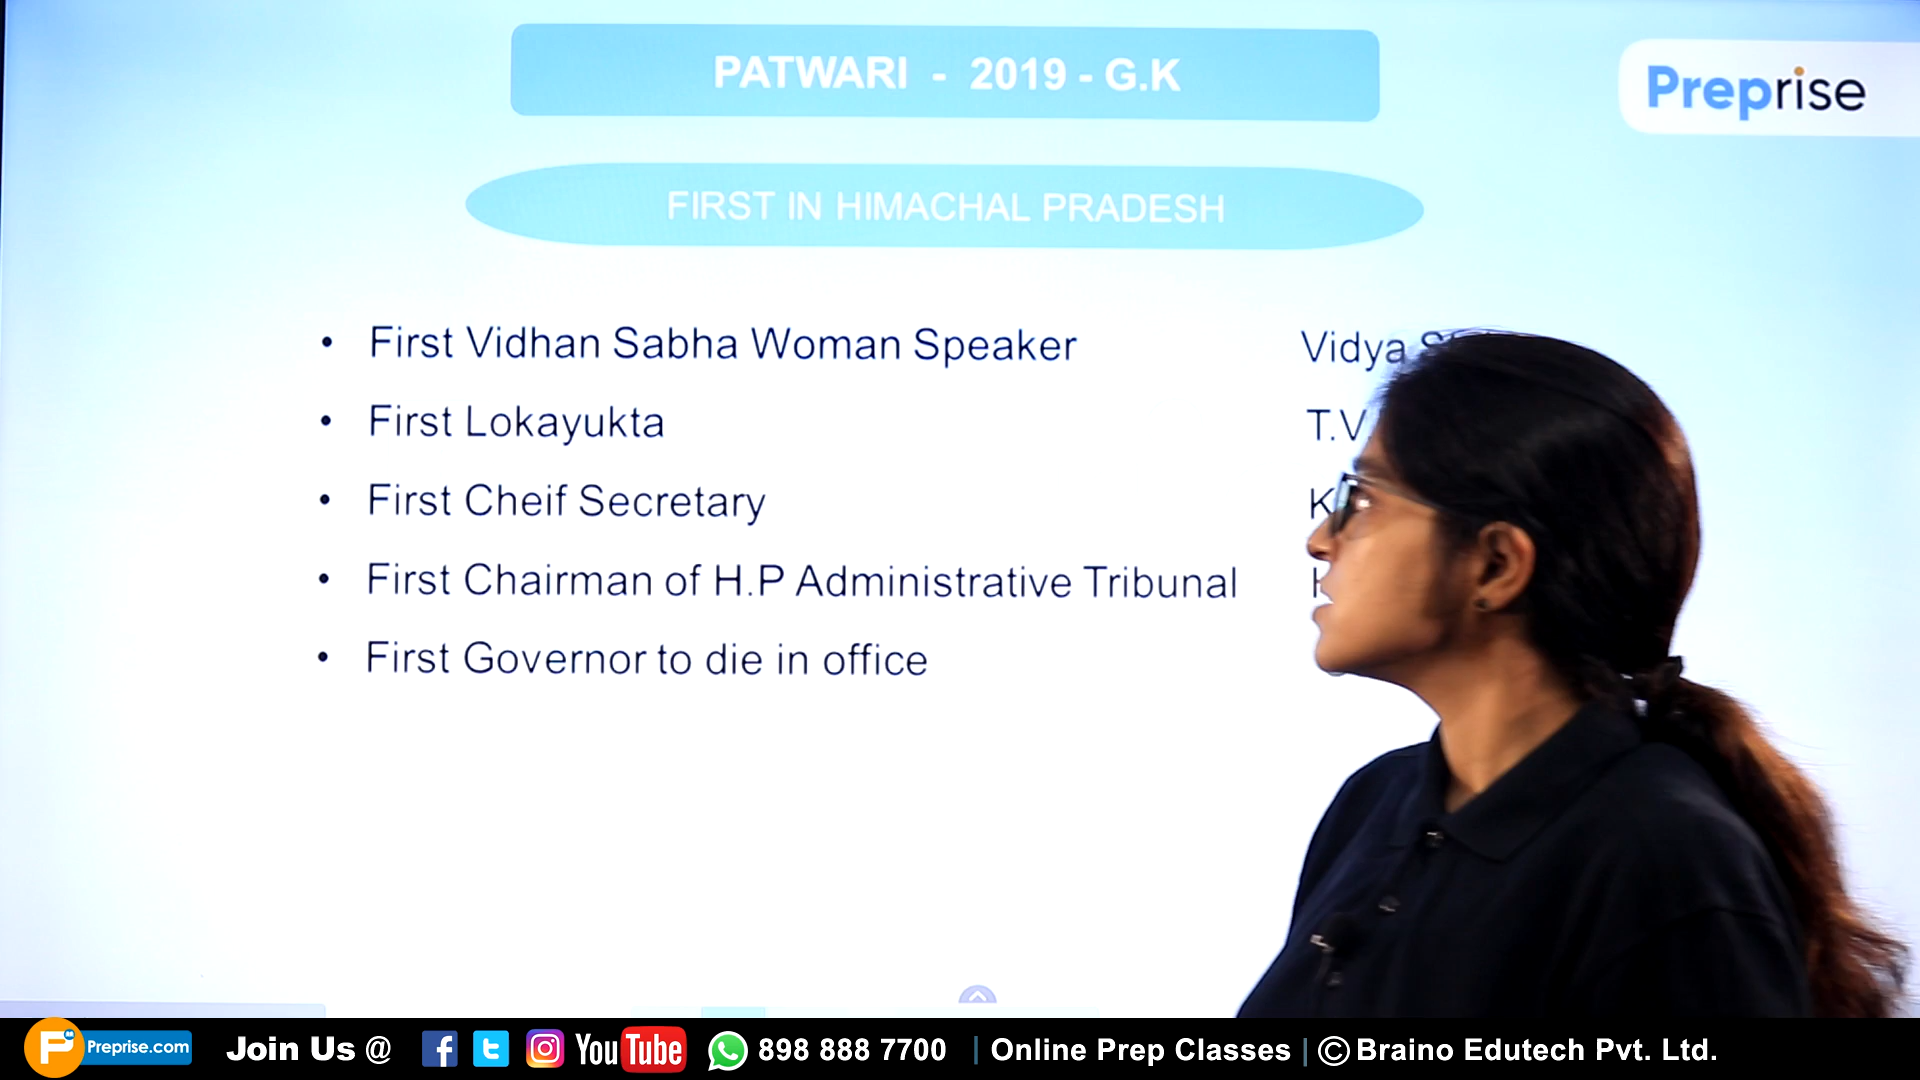 PATWARI - 2019 - G.K
Preprise
FIRST IN HIMACHAL PRADESH
• First Vidhan Sabha Woman Speaker Vidya
• First Lokayukta T.V.
• First Cheif Secretary K
• First Chairman of H.P Administrative Tribunal
• First Governor to die in office
Preprise.com Join Us @ YouTube 898 888 7700 | Online Prep Classes | © Braino Edutech Pvt. Ltd.